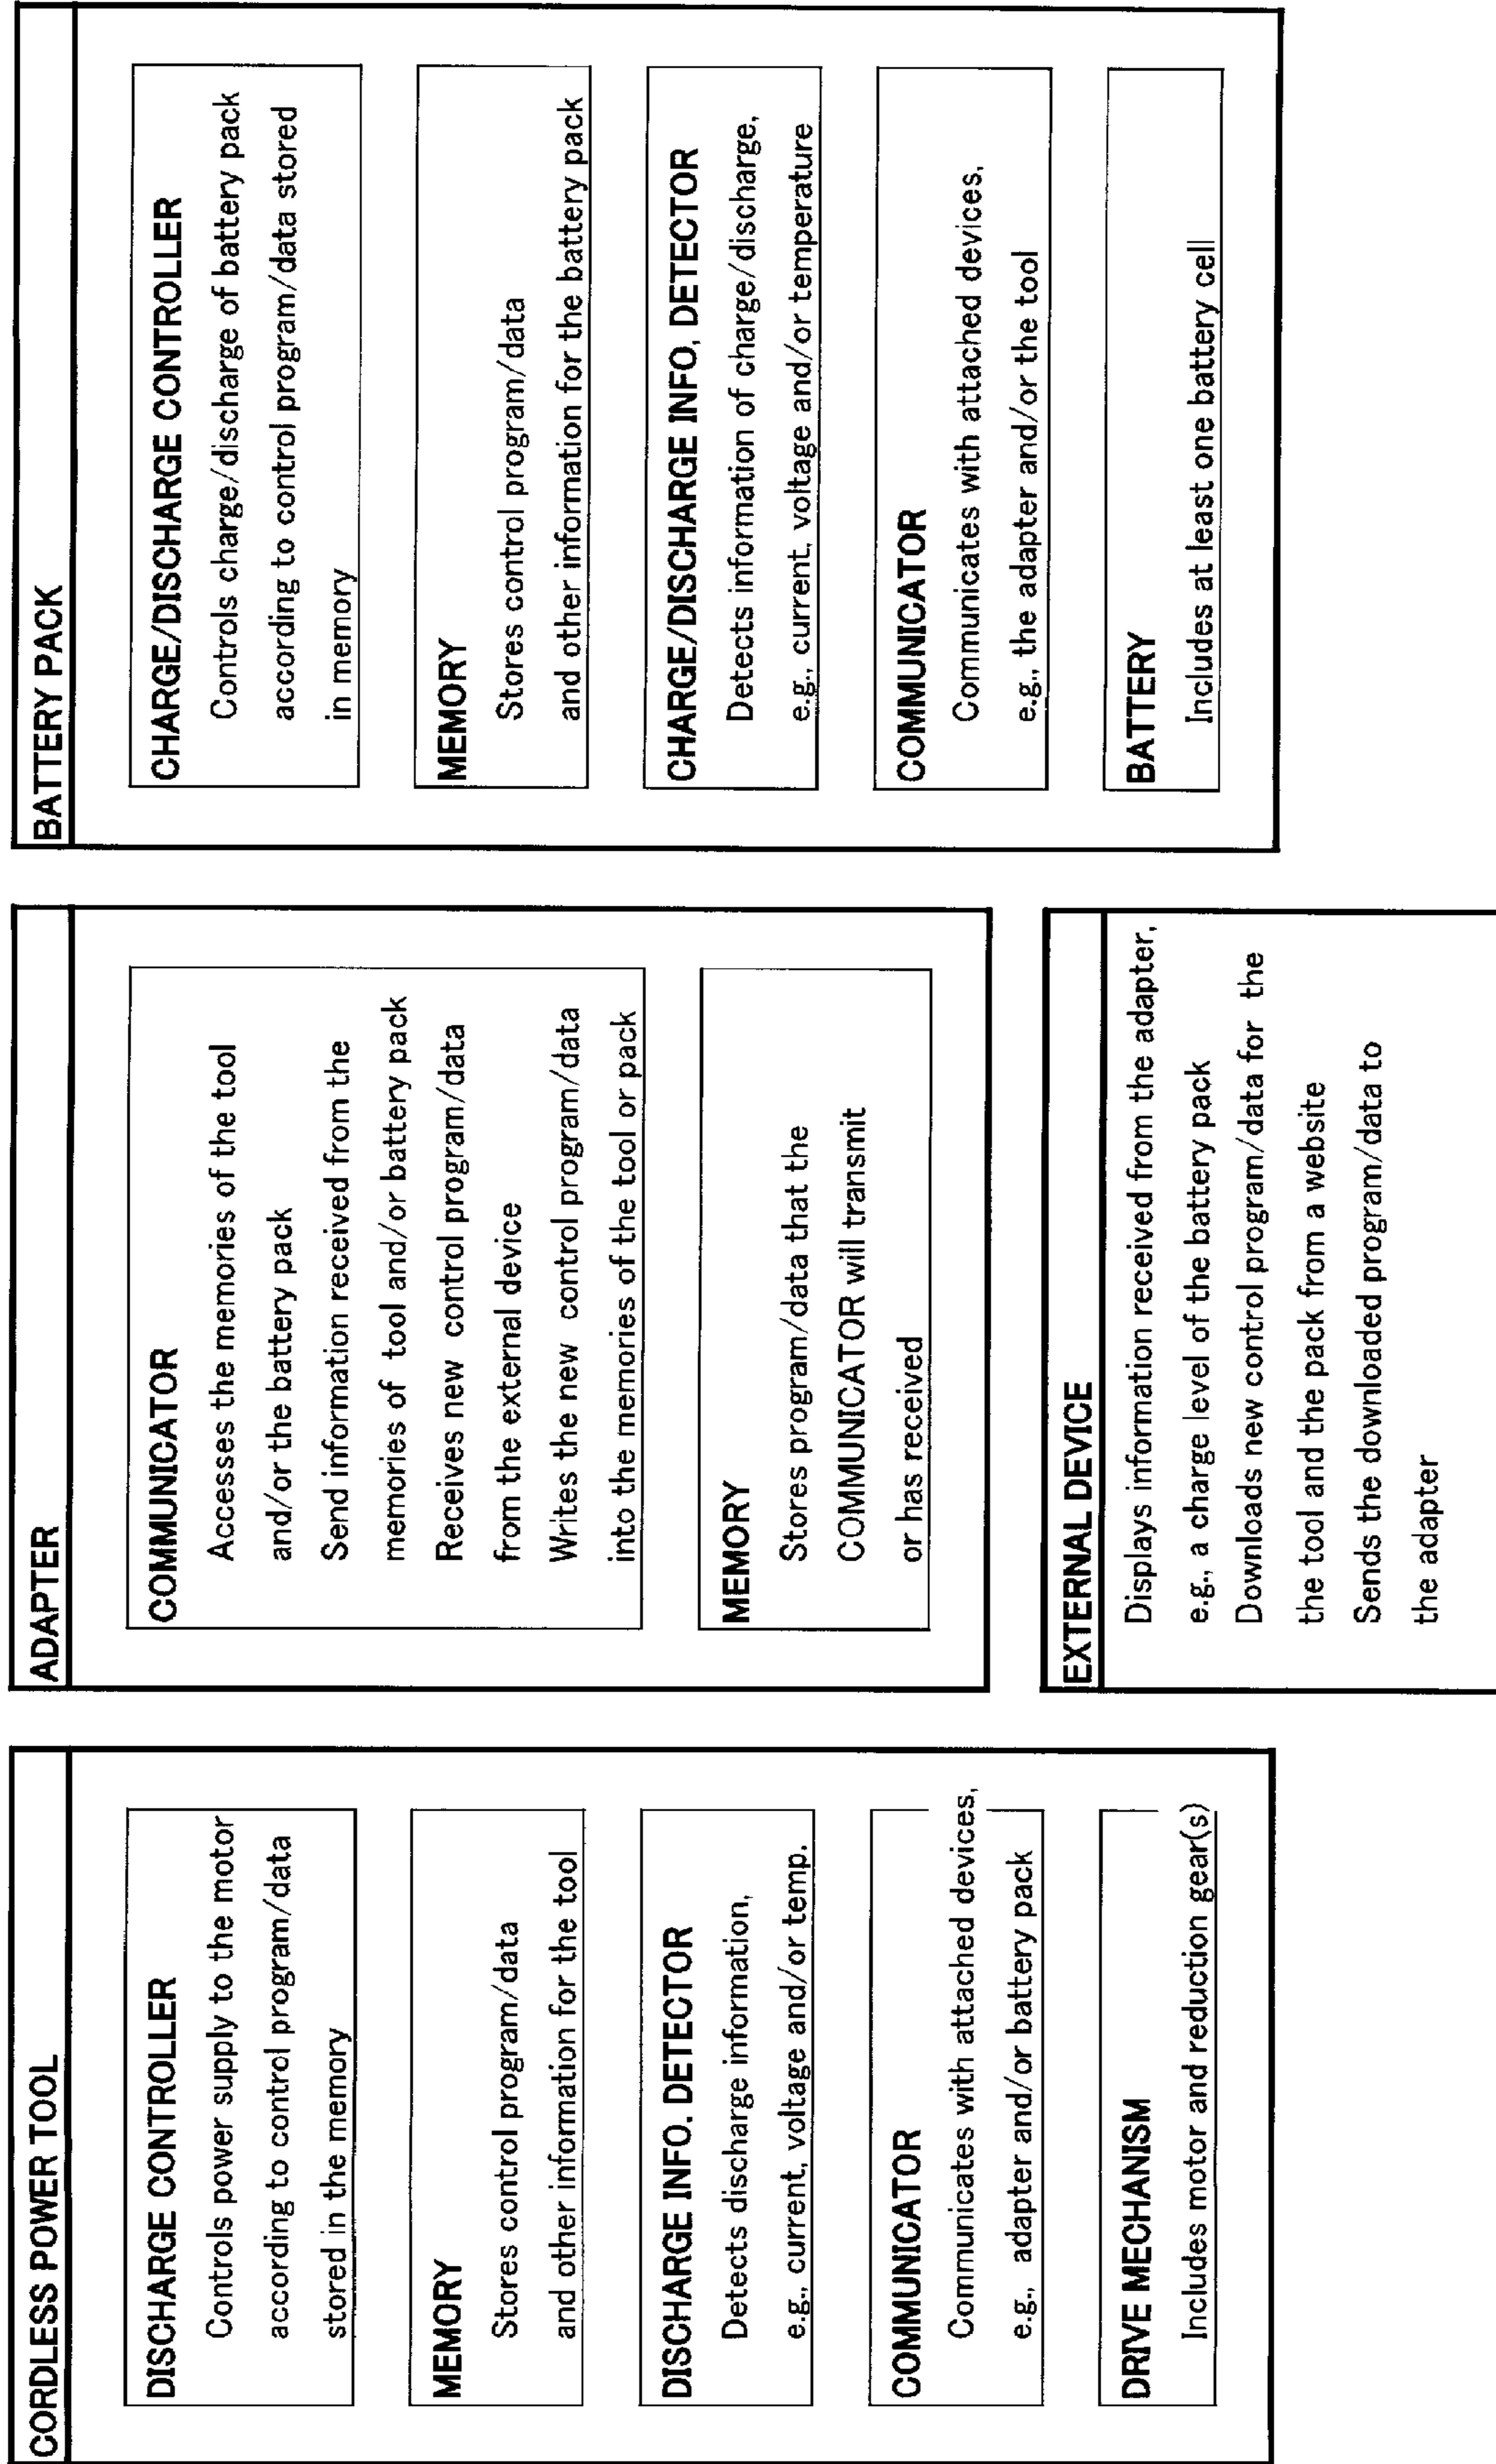 CORDLESS POWER TOOL
DISCHARGE CONTROLLER
Controls power supply to the motor
according to control program/data
stored in the memory
MEMORY
Stores control program/data
and other information for the tool
DISCHARGE INFO. DETECTOR
Detects discharge information,
e.g., current, voltage and/or temp.
COMMUNICATOR
Communicates with attached devices,
e.g., adapter and/or battery pack
DRIVE MECHANISM
Includes motor and reduction gear(s)
ADAPTER
COMMUNICATOR
Accesses the memories of the tool
and/or the battery pack
Send information received from the
memories of tool and/or battery pack
Receives new control program/data
from the external device
Writes the new control program/data
into the memories of the tool or pack
MEMORY
Stores program/data that the
COMMUNICATOR will transmit
or has received
EXTERNAL DEVICE
Displays information received from the adapter,
e.g., a charge level of the battery pack
Downloads new control program/data for the
the tool and the pack from a website
Sends the downloaded program/data to
the adapter
BATTERY PACK
CHARGE/DISCHARGE CONTROLLER
Controls charge/discharge of battery pack
according to control program/data stored
in memory
MEMORY
Stores control program/data
and other information for the battery pack
CHARGE/DISCHARGE INFO, DETECTOR
Detects information of charge/discharge,
e.g., current, voltage and/or temperature
COMMUNICATOR
Communicates with attached devices,
e.g., the adapter and/or the tool
BATTERY
Includes at least one battery cell